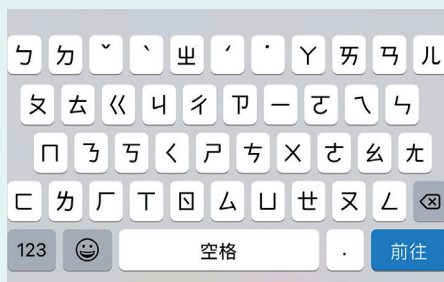 ㄅ ㄉ ˇ ˋ ㄓ ˊ ˙ ㄚ ㄞ ㄢ ㄦ
ㄆ ㄊ ㄍ ㄐ ㄔ ㄗ ㄧ ㄛ ㄟ ㄣ
ㄇ ㄋ ㄎ ㄑ ㄕ ㄘ ㄨ ㄜ ㄠ ㄤ
ㄈ ㄌ ㄏ ㄒ ㄖ ㄙ ㄩ ㄝ ㄡ ㄥ
123 空格 . 前往